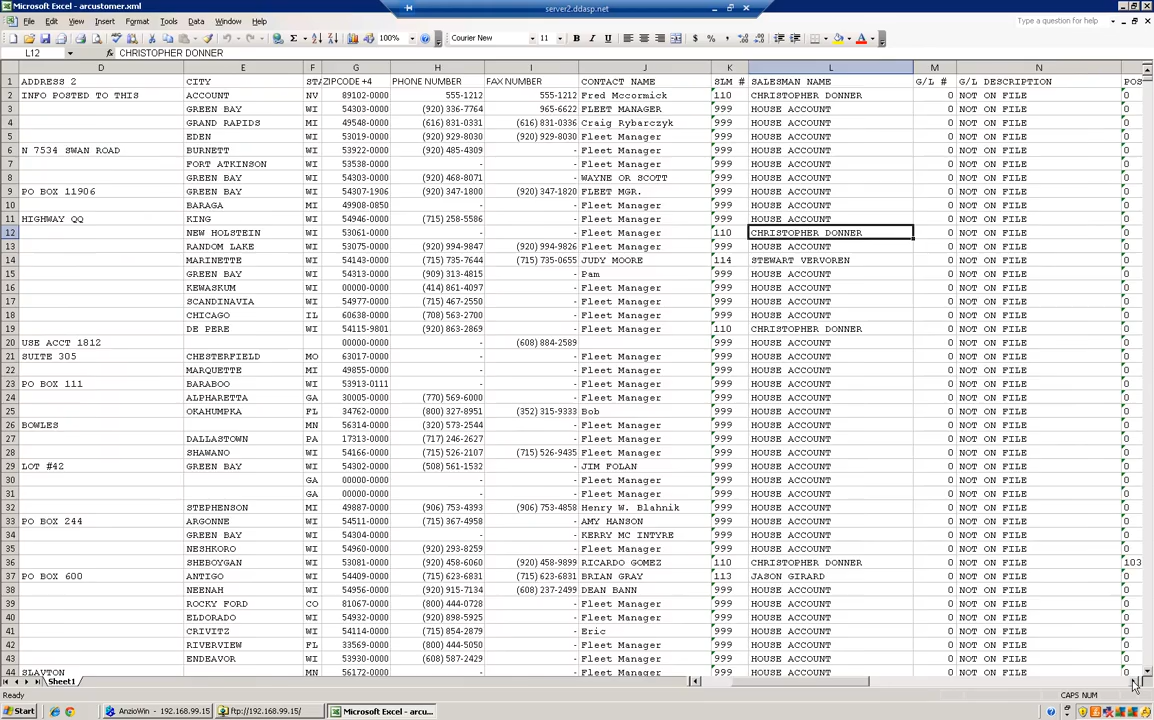 Microsoft Excel - arcustomer.xml
server2.ddasp.net
File Edit View Insert Format Tools Data Window Help
Type a question for help
100% Courier New 11
L12 CHRISTOPHER DONNER
D E F G H I J K L M N
1 ADDRESS 2 CITY STA ZIPCODE +4 PHONE NUMBER FAX NUMBER CONTACT NAME SLM # SALESMAN NAME G/L # G/L DESCRIPTION POS
2 INFO POSTED TO THIS ACCOUNT NV 89102-0000 555-1212 555-1212 Fred Mccormick 110 CHRISTOPHER DONNER 0 NOT ON FILE 0
3 GREEN BAY WI 54303-0000 (920) 336-7764 965-6622 FLEET MANAGER 999 HOUSE ACCOUNT 0 NOT ON FILE 0
4 GRAND RAPIDS MI 49548-0000 (616) 831-0331 (616) 831-0336 Craig Rybarczyk 999 HOUSE ACCOUNT 0 NOT ON FILE 0
5 EDEN WI 53019-0000 (920) 929-8030 (920) 929-8030 Fleet Manager 999 HOUSE ACCOUNT 0 NOT ON FILE 0
6 N 7534 SWAN ROAD BURNETT WI 53922-0000 (920) 485-4309 - Fleet Manager 999 HOUSE ACCOUNT 0 NOT ON FILE 0
7 FORT ATKINSON WI 53538-0000 - - Fleet Manager 999 HOUSE ACCOUNT 0 NOT ON FILE 0
8 GREEN BAY WI 54303-0000 (920) 468-8071 - WAYNE OR SCOTT 999 HOUSE ACCOUNT 0 NOT ON FILE 0
9 PO BOX 11906 GREEN BAY WI 54307-1906 (920) 347-1800 (920) 347-1820 FLEET MGR. 999 HOUSE ACCOUNT 0 NOT ON FILE 0
10 BARAGA MI 49908-0850 - - Fleet Manager 999 HOUSE ACCOUNT 0 NOT ON FILE 0
11 HIGHWAY QQ KING WI 54946-0000 (715) 258-5586 - Fleet Manager 999 HOUSE ACCOUNT 0 NOT ON FILE 0
12 NEW HOLSTEIN WI 53061-0000 - - Fleet Manager 110 CHRISTOPHER DONNER 0 NOT ON FILE 0
13 RANDOM LAKE WI 53075-0000 (920) 994-9847 (920) 994-9826 Fleet Manager 999 HOUSE ACCOUNT 0 NOT ON FILE 0
14 MARINETTE WI 54143-0000 (715) 735-7644 (715) 735-0655 JUDY MOORE 114 STEWART VERVOREN 0 NOT ON FILE 0
15 GREEN BAY WI 54313-0000 (909) 313-4815 - Pam 999 HOUSE ACCOUNT 0 NOT ON FILE 0
16 KEWASKUM WI 00000-0000 (414) 861-4097 - Fleet Manager 999 HOUSE ACCOUNT 0 NOT ON FILE 0
17 SCANDINAVIA WI 54977-0000 (715) 467-2550 - Fleet Manager 999 HOUSE ACCOUNT 0 NOT ON FILE 0
18 CHICAGO IL 60638-0000 (708) 563-2700 - Fleet Manager 999 HOUSE ACCOUNT 0 NOT ON FILE 0
19 DE PERE WI 54115-9801 (920) 863-2869 - Fleet Manager 110 CHRISTOPHER DONNER 0 NOT ON FILE 0
20 USE ACCT 1812 00000-0000 - (608) 884-2589 999 HOUSE ACCOUNT 0 NOT ON FILE 0
21 SUITE 305 CHESTERFIELD MO 63017-0000 - - Fleet Manager 999 HOUSE ACCOUNT 0 NOT ON FILE 0
22 MARQUETTE MI 49855-0000 - - Fleet Manager 999 HOUSE ACCOUNT 0 NOT ON FILE 0
23 PO BOX 111 BARABOO WI 53913-0111 - - Fleet Manager 999 HOUSE ACCOUNT 0 NOT ON FILE 0
24 ALPHARETTA GA 30005-0000 (770) 569-6000 - Fleet Manager 999 HOUSE ACCOUNT 0 NOT ON FILE 0
25 OKAHUMPKA FL 34762-0000 (800) 327-8951 (352) 315-9333 Bob 999 HOUSE ACCOUNT 0 NOT ON FILE 0
26 BOWLES MN 56314-0000 (320) 573-2544 - Fleet Manager 999 HOUSE ACCOUNT 0 NOT ON FILE 0
27 DALLASTOWN PA 17313-0000 (717) 246-2627 - Fleet Manager 999 HOUSE ACCOUNT 0 NOT ON FILE 0
28 SHAWANO WI 54166-0000 (715) 526-2107 (715) 526-9435 Fleet Manager 999 HOUSE ACCOUNT 0 NOT ON FILE 0
29 LOT #42 GREEN BAY WI 54302-0000 (508) 561-1532 - JIM FOLAN 999 HOUSE ACCOUNT 0 NOT ON FILE 0
30 GA 00000-0000 - - Fleet Manager 999 HOUSE ACCOUNT 0 NOT ON FILE 0
31 GA 00000-0000 - - Fleet Manager 999 HOUSE ACCOUNT 0 NOT ON FILE 0
32 STEPHENSON MI 49887-0000 (906) 753-4393 (906) 753-4858 Henry W. Blahnik 999 HOUSE ACCOUNT 0 NOT ON FILE 0
33 PO BOX 244 ARGONNE WI 54511-0000 (715) 367-4958 - AMY HANSON 999 HOUSE ACCOUNT 0 NOT ON FILE 0
34 GREEN BAY WI 54304-0000 - - KERRY MC INTYRE 999 HOUSE ACCOUNT 0 NOT ON FILE 0
35 NESHKORO WI 54960-0000 (920) 293-8259 - Fleet Manager 999 HOUSE ACCOUNT 0 NOT ON FILE 0
36 SHEBOYGAN WI 53081-0000 (920) 458-6060 (920) 458-9899 RICARDO GOMEZ 110 CHRISTOPHER DONNER 0 NOT ON FILE 103
37 PO BOX 600 ANTIGO WI 54409-0000 (715) 623-6831 (715) 623-6831 BRIAN GRAY 113 JASON GIRARD 0 NOT ON FILE 0
38 NEENAH WI 54956-0000 (920) 915-7134 (608) 237-2499 DEAN BANN 999 HOUSE ACCOUNT 0 NOT ON FILE 0
39 ROCKY FORD CO 81067-0000 (800) 444-0728 - Fleet Manager 999 HOUSE ACCOUNT 0 NOT ON FILE 0
40 ELDORADO WI 54932-0000 (920) 898-5925 - Fleet Manager 999 HOUSE ACCOUNT 0 NOT ON FILE 0
41 CRIVITZ WI 54114-0000 (715) 854-2879 - Eric 999 HOUSE ACCOUNT 0 NOT ON FILE 0
42 RIVERVIEW FL 33569-0000 (800) 444-1080 - Fleet Manager 999 HOUSE ACCOUNT 0 NOT ON FILE 0
43 ENDEAVOR WI 53930-0000 (608) 587-2429 - Fleet Manager 999 HOUSE ACCOUNT 0 NOT ON FILE 0
44 SLAYTON MN 56172-0000 - - Fleet Manager 999 HOUSE ACCOUNT 0 NOT ON FILE 0
Sheet1
Ready CAPS NUM
Start AnzioWin - 192.168.99.15 ftp://192.168.99.15/ Microsoft Excel - arcu...